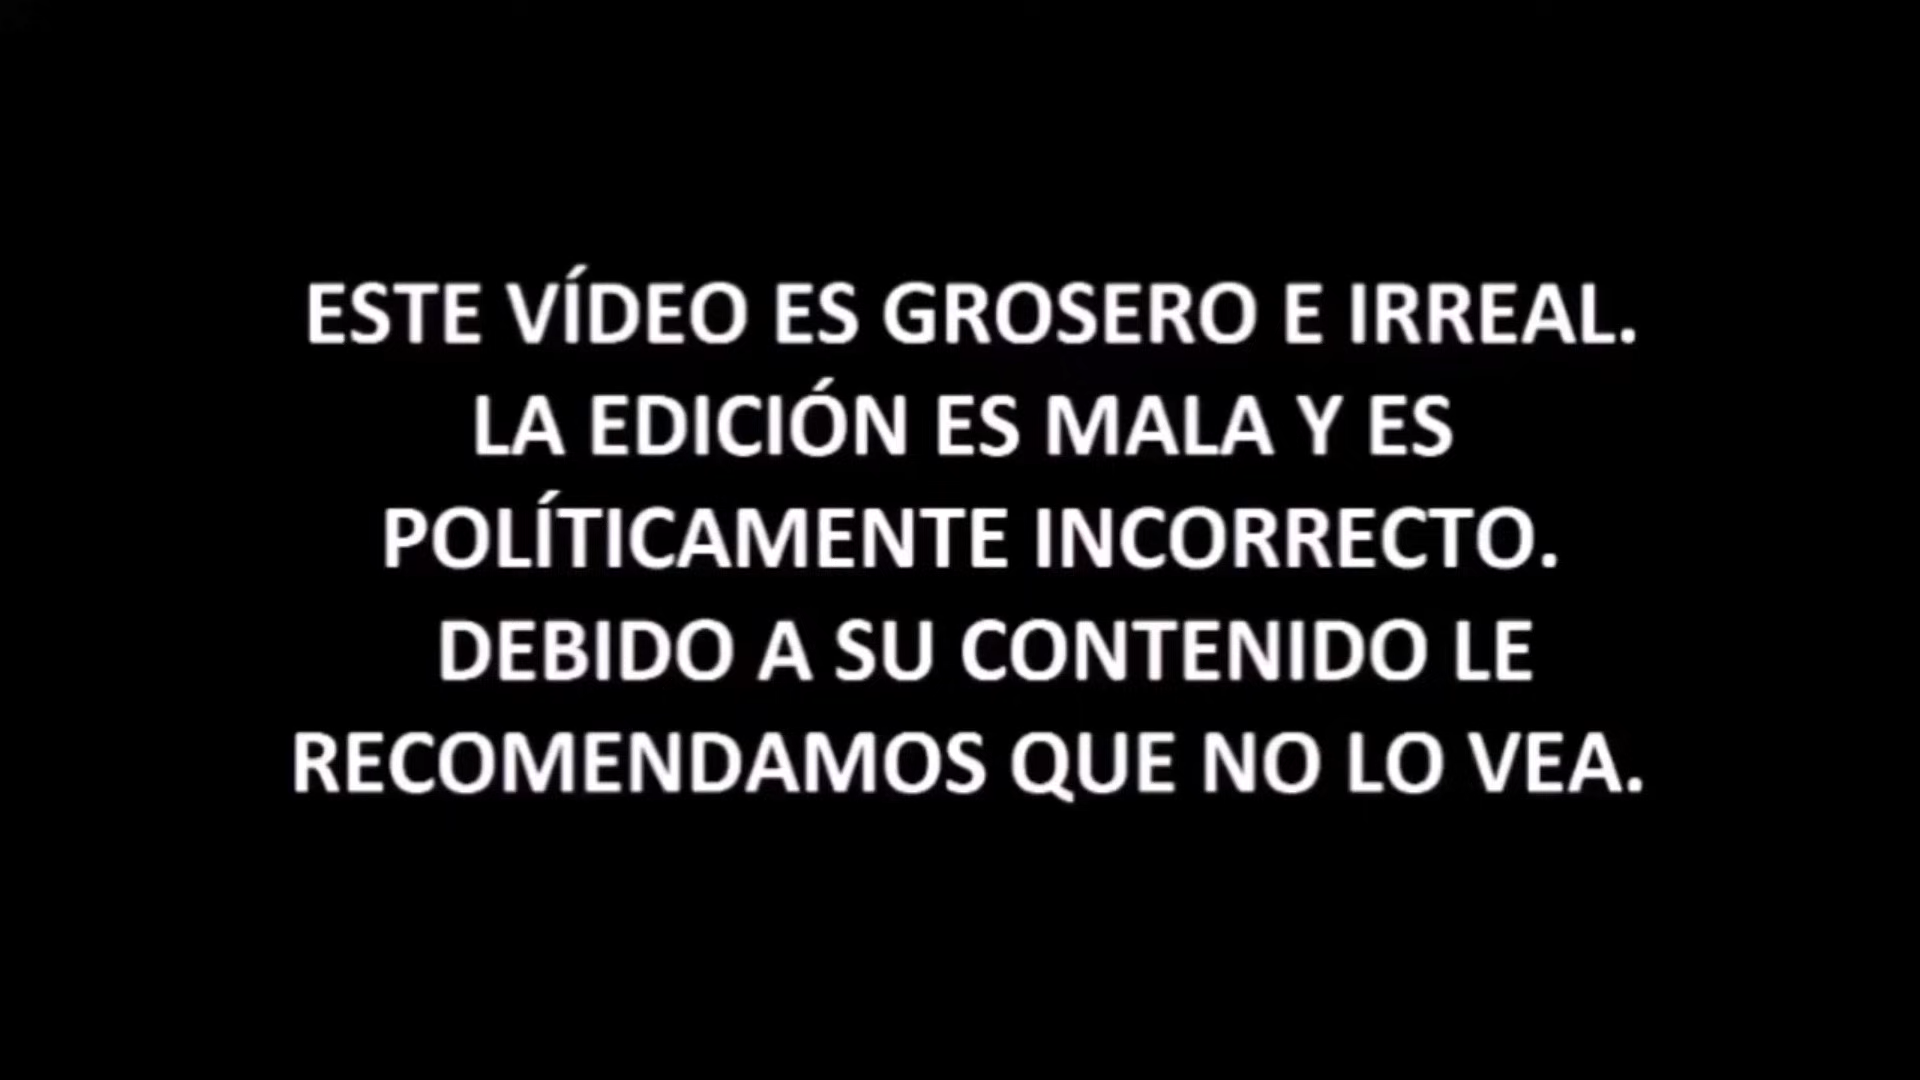 ESTE VÍDEO ES GROSERO E IRREAL.
LA EDICIÓN ES MALA Y ES
POLÍTICAMENTE INCORRECTO.
DEBIDO A SU CONTENIDO LE
RECOMENDAMOS QUE NO LO VEA.